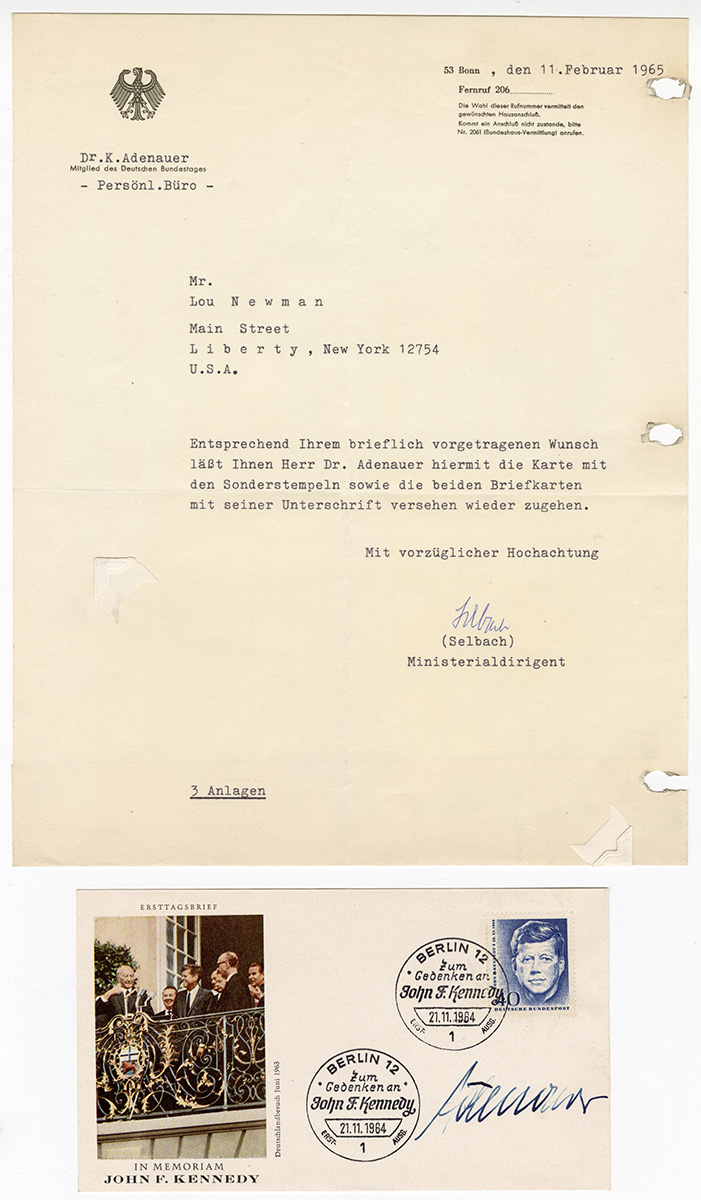 53 Bonn , den 11.Februar 1965
Fernruf 206
Die Wahl dieser Rufnummer vermittelt den
gewünschten Hausanschluß.
Kommt ein Anschluß nicht zustande, bitte
Nr. 2061 (Bundeshaus-Vermittlung) anrufen.
Dr.K.Adenauer
Mitglied des Deutschen Bundestages
- Persönl.Büro -
Mr.
Lou N e w m a n
Main Street
L i b e r t y , New York 12754
U.S.A.
Entsprechend Ihrem brieflich vorgetragenen Wunsch
läßt Ihnen Herr Dr. Adenauer hiermit die Karte mit
den Sonderstempeln sowie die beiden Briefkarten
mit seiner Unterschrift versehen wieder zugehen.
Mit vorzüglicher Hochachtung
Selbach
(Selbach)
Ministerialdirigent
3 Anlagen
ERSTTAGSBRIEF
Deutschlandbesuch Juni 1963
IN MEMORIAM
JOHN F. KENNEDY
BERLIN 12
zum
Gedenken an
John F. Kennedy
21.11.1964
ERST- AUSG.
1
40
DEUTSCHE BUNDESPOST
BERLIN 12
zum
Gedenken an
John F. Kennedy
21.11.1964
ERST- AUSG.
1
Adenauer